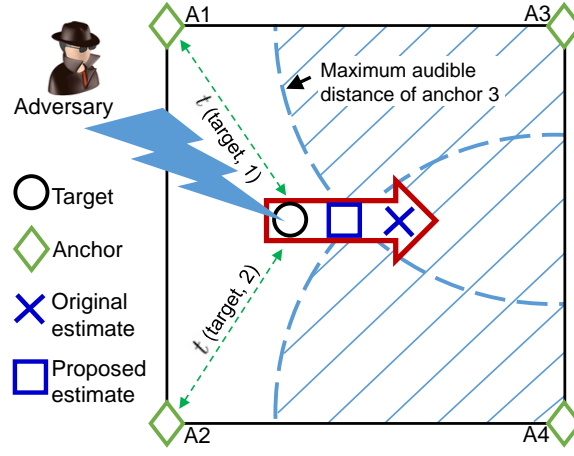 A1
A3
Maximum audible
distance of anchor 3
Adversary
t (target, 1)
Target
Anchor
Original
estimate
t (target, 2)
Proposed
estimate
A2
A4